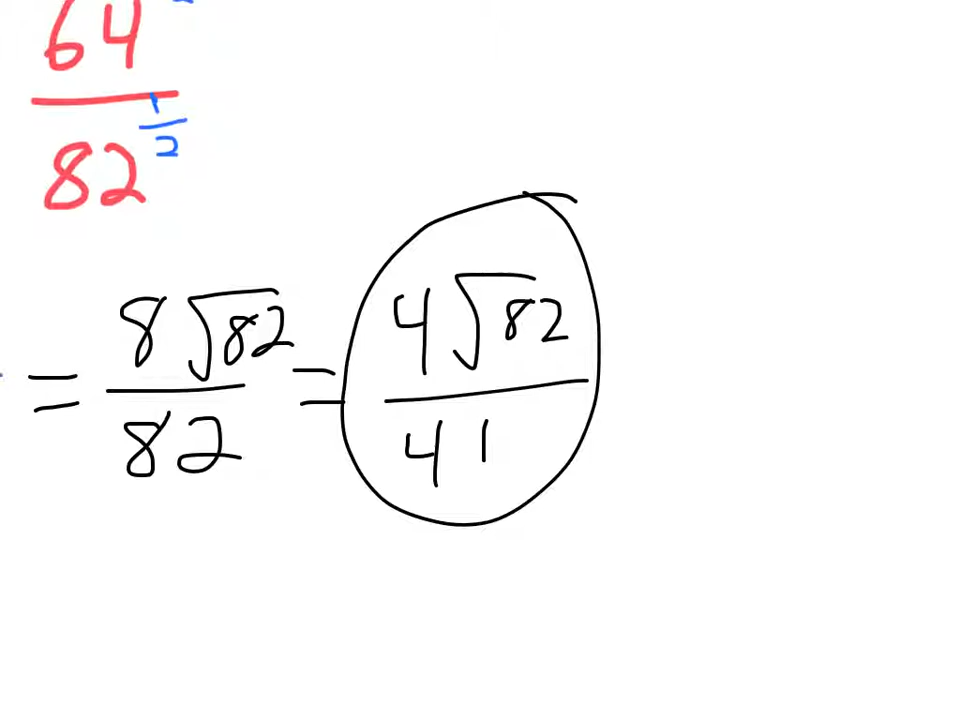 64
82^{1/2}
= 8√82/82 = 4√82/41